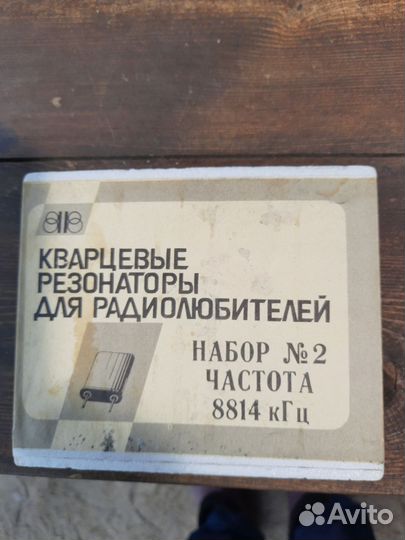 КВАРЦЕВЫЕ
РЕЗОНАТОРЫ
ДЛЯ РАДИОЛЮБИТЕЛЕЙ
НАБОР №2
ЧАСТОТА
8814 кГц
Avito